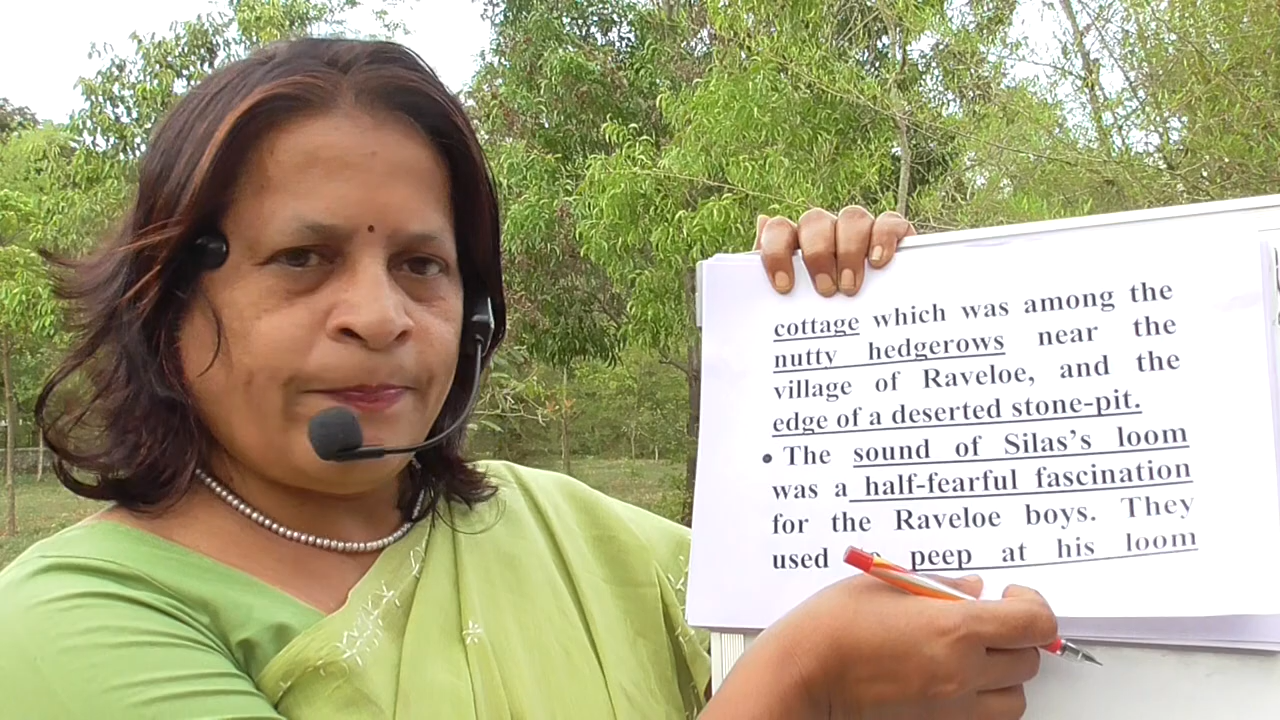 cottage which was among the
nutty hedgerows near the
village of Raveloe, and the
edge of a deserted stone-pit.
• The sound of Silas's loom
was a half-fearful fascination
for the Raveloe boys. They
used peep at his loom